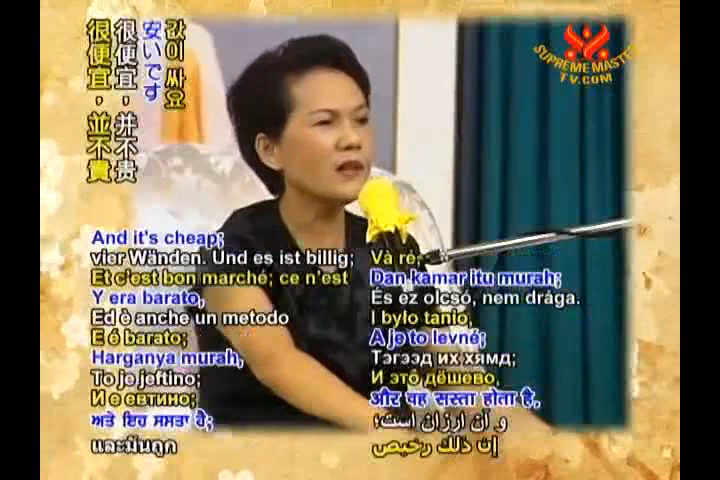 값이 싸요
安いです
很便宜，并不贵
很便宜，並不貴
SUPREME MASTER
TV.COM
And it's cheap;
vier Wänden. Und es ist billig;
Et c'est bon marché; ce n'est
Y era barato,
Ed è anche un metodo
E é barato;
Harganya murah,
To je jeftino;
И е евтино;
ਅਤੇ ਇਹ ਸਸਤਾ ਹੈ;
และมันถูก
Và rẻ,
Dan kamar itu murah;
És ez olcsó, nem drága.
I było tanio,
A je to levné;
Тэгээд их хямд;
И это дёшево,
और वह सस्ता होता है,
و آن ارزان است؛
إن ذلك رخيص